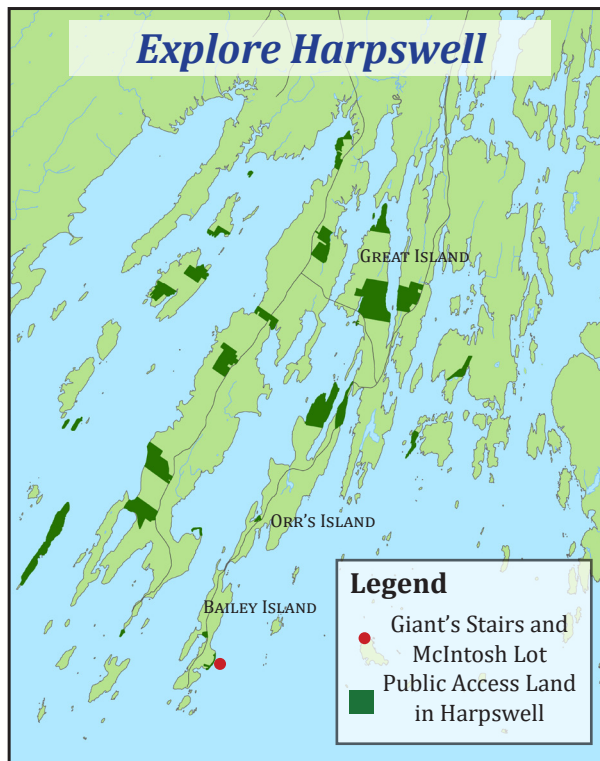 Explore Harpswell
GREAT ISLAND
ORR'S ISLAND
BAILEY ISLAND
Legend
Giant's Stairs and
McIntosh Lot
Public Access Land
in Harpswell